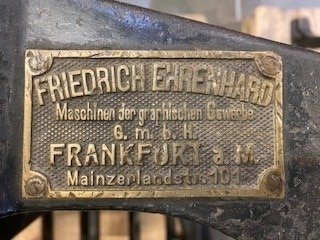 FRIEDRICH EHRENHARD
Maschinen der graphischen Gewerbe
G. m. b. H.
FRANKFURT a. M.
Mainzerlandstr. 101